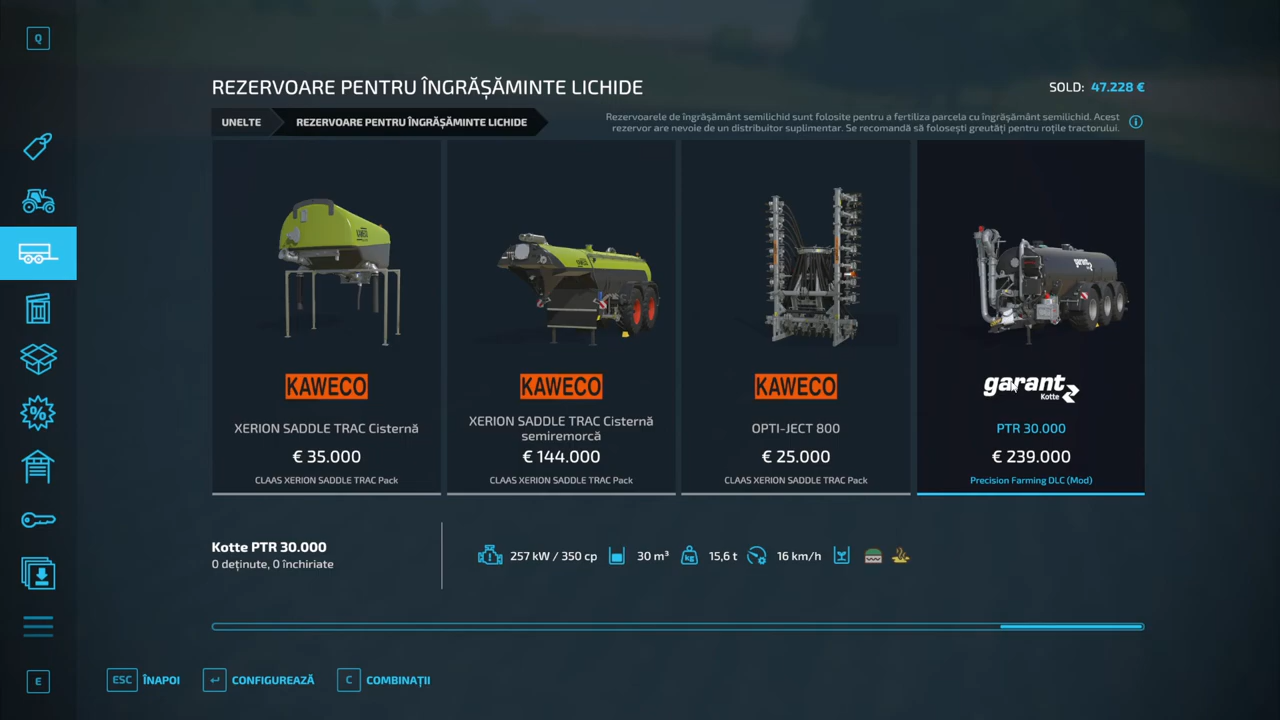 Q
REZERVOARE PENTRU ÎNGRĂȘĂMINTE LICHIDE
SOLD: 47.228 €
UNELTE
REZERVOARE PENTRU ÎNGRĂȘĂMINTE LICHIDE
Rezervoarele de îngrășământ semilichid sunt folosite pentru a fertiliza parcela cu îngrășământ semilichid. Acest
rezervor are nevoie de un distribuitor suplimentar. Se recomandă să folosești greutăți pentru roțile tractorului.
KAWECO
XERION SADDLE TRAC Cisternă
€ 35.000
CLAAS XERION SADDLE TRAC Pack
KAWECO
XERION SADDLE TRAC Cisternă
semiremorcă
€ 144.000
CLAAS XERION SADDLE TRAC Pack
KAWECO
OPTI-JECT 800
€ 25.000
CLAAS XERION SADDLE TRAC Pack
garant
Kotte
PTR 30.000
€ 239.000
Precision Farming DLC (Mod)
Kotte PTR 30.000
0 deținute, 0 închiriate
257 kW / 350 cp
30 m³
15,6 t
16 km/h
E
ESC ÎNAPOI
CONFIGUREAZĂ
C COMBINAȚII